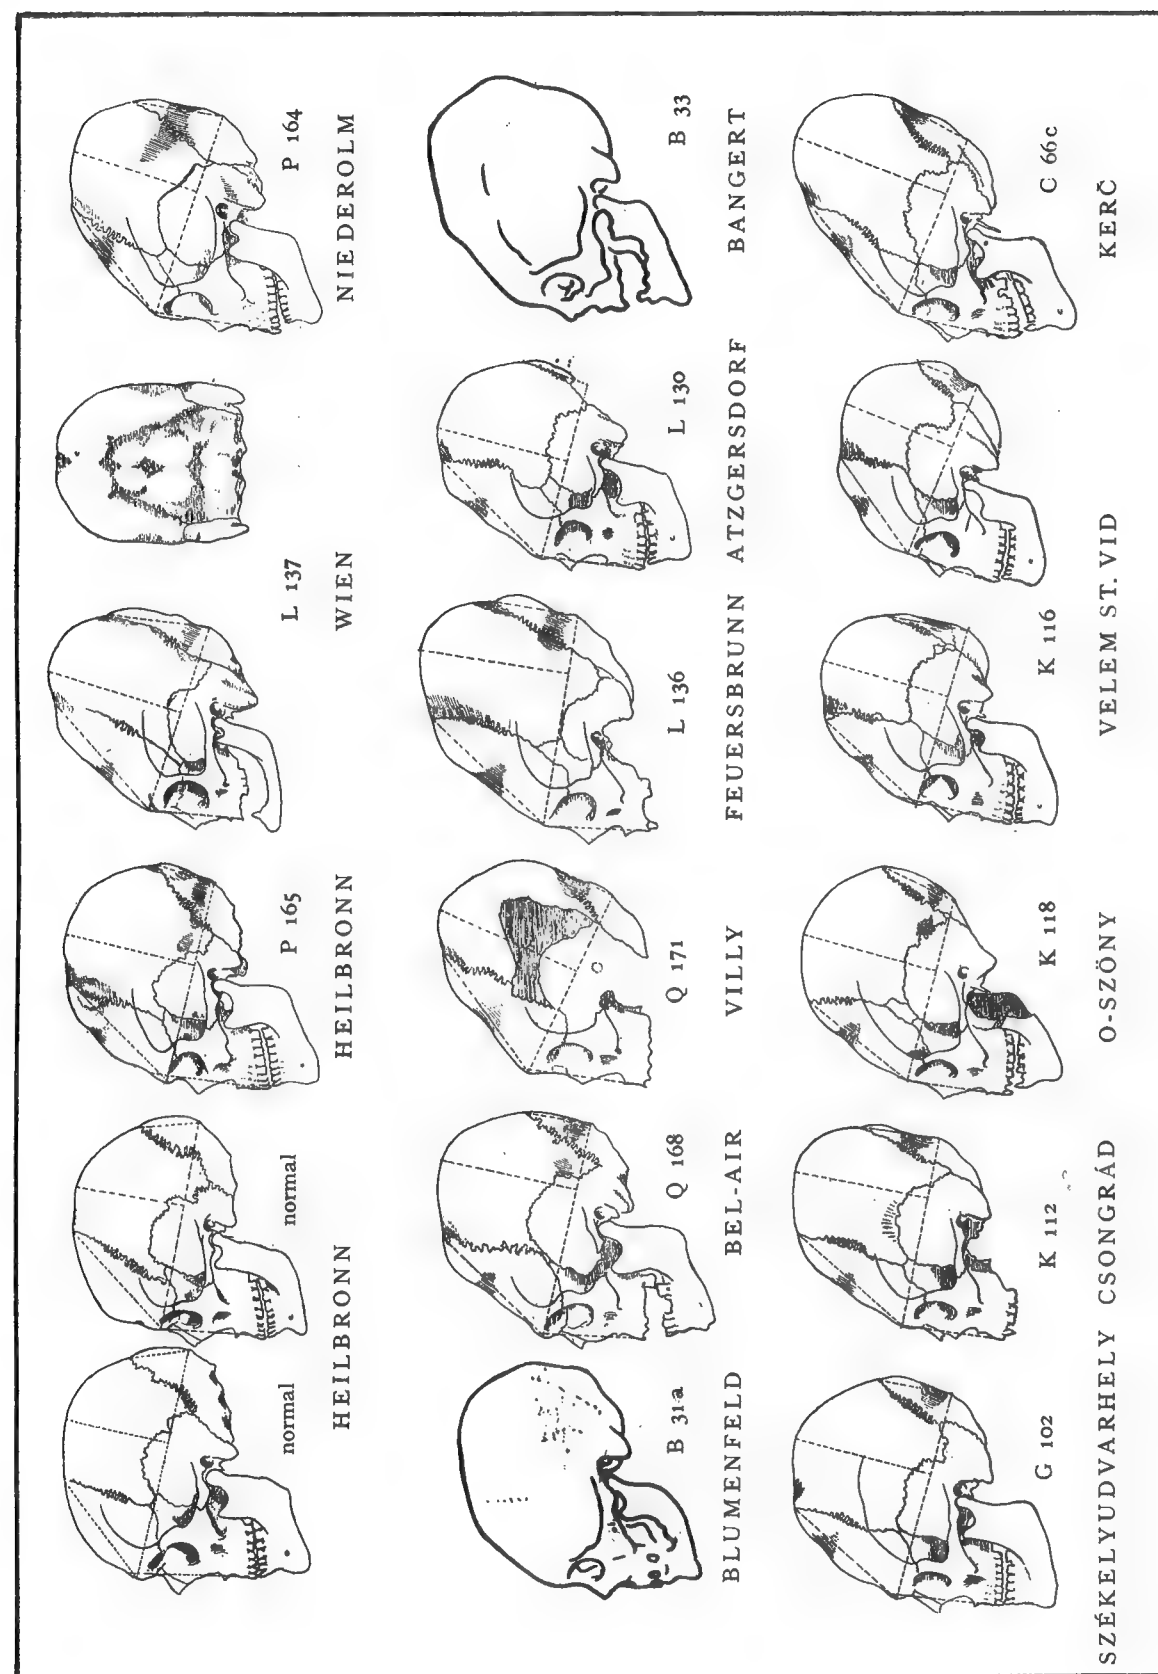 normal normal P 165 L 137 P 164
HEILBRONN HEILBRONN WIEN NIEDEROLM
B 31a Q 168 Q 171 L 136 L 130 B 33
BLUMENFELD BEL-AIR VILLY FEUERSBRUNN ATZGERSDORF BANGERT
G 102 K 112 K 118 K 116 C 66c
SZÉKELYUDVARHELY CSONGRÁD O-SZÖNY VELEM ST. VID KERČ